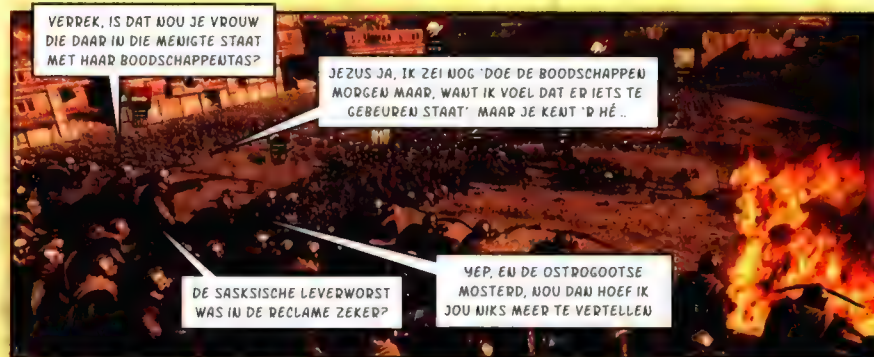 VERREK, IS DAT NOU JE VROUW
DIE DAAR IN DIE MENIGTE STAAT
MET HAAR BOODSCHAPPENTAS?
JEZUS JA, IK ZEI NOG 'DOE DE BOODSCHAPPEN
MORGEN MAAR, WANT IK VOEL DAT ER IETS TE
GEBEUREN STAAT' MAAR JE KENT 'R HÉ ..
DE SASKSISCHE LEVERWORST
WAS IN DE RECLAME ZEKER?
YEP, EN DE OSTROGOOTSE
MOSTERD, NOU DAN HOEF IK
JOU NIKS MEER TE VERTELLEN